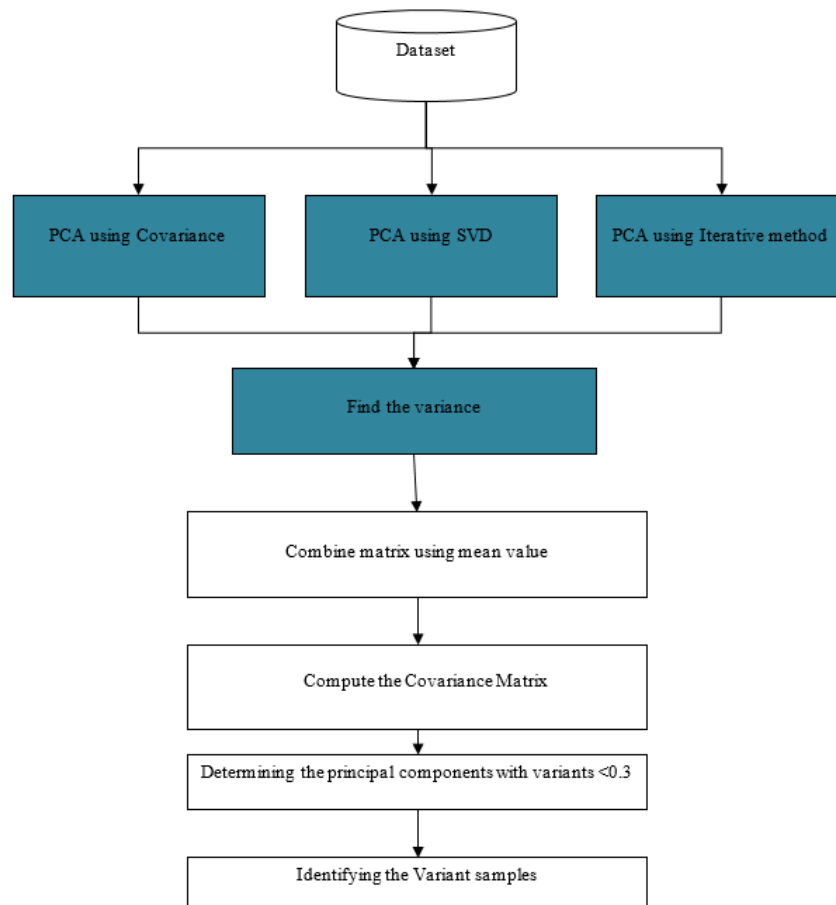 Dataset
PCA using Covariance
PCA using SVD
PCA using Iterative method
Find the variance
Combine matrix using mean value
Compute the Covariance Matrix
Determining the principal components with variants <0.3
Identifying the Variant samples